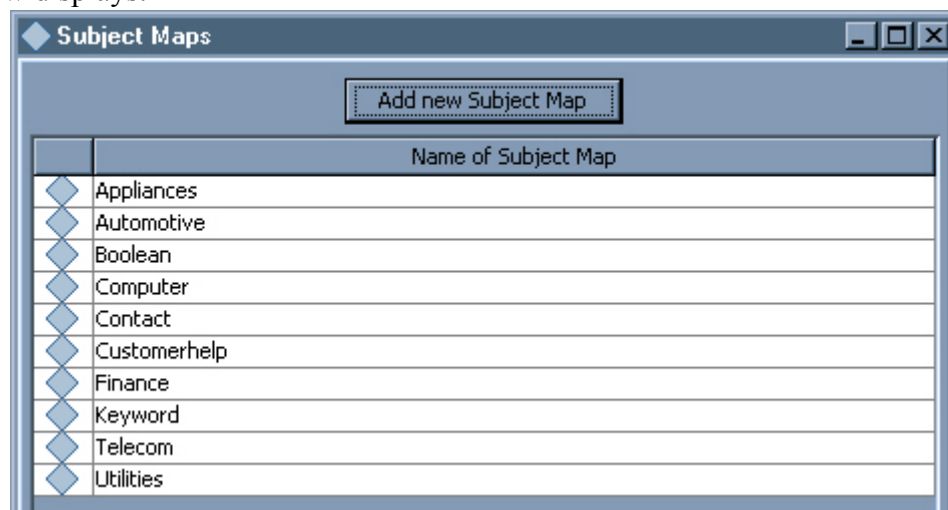 displays.
Subject Maps
Add new Subject Map
Name of Subject Map
Appliances
Automotive
Boolean
Computer
Contact
Customerhelp
Finance
Keyword
Telecom
Utilities